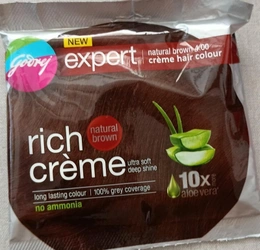 NEW
Godrej expert
natural brown 4.00
crème hair colour
rich
crème
natural
brown
ultra soft
deep shine
long lasting colour | 100% grey coverage
no ammonia
10x
aloe vera*